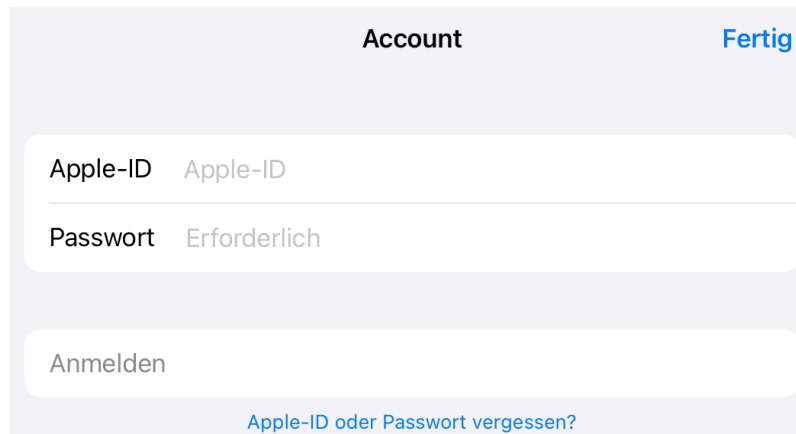 Account Fertig
Apple-ID Apple-ID
Passwort Erforderlich
Anmelden
Apple-ID oder Passwort vergessen?